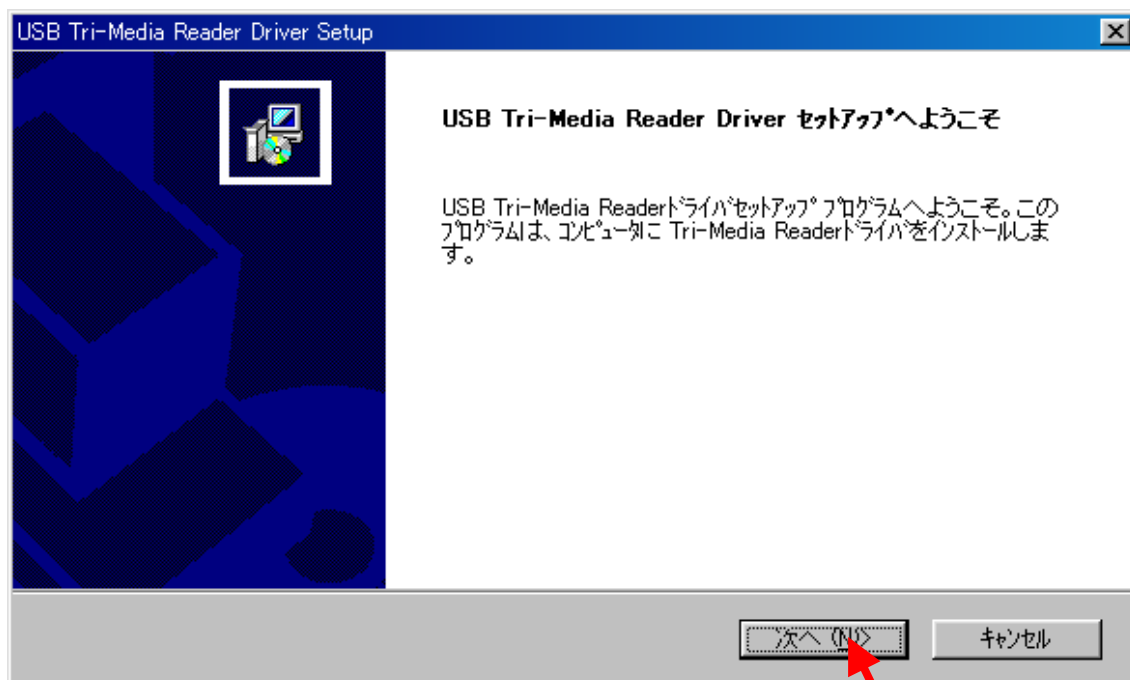 USB Tri-Media Reader Driver Setup
USB Tri-Media Reader Driver ｾｯﾄｱｯﾌﾟへようこそ
USB Tri-Media Readerﾄﾞﾗｲﾊﾞｾｯﾄｱｯﾌﾟ ﾌﾟﾛｸﾞﾗﾑへようこそ。この
ﾌﾟﾛｸﾞﾗﾑは、ｺﾝﾋﾟｭｰﾀに Tri-Media Readerﾄﾞﾗｲﾊﾞをｲﾝｽﾄｰﾙしま
す。
次へ (N)> ｷｬﾝｾﾙ